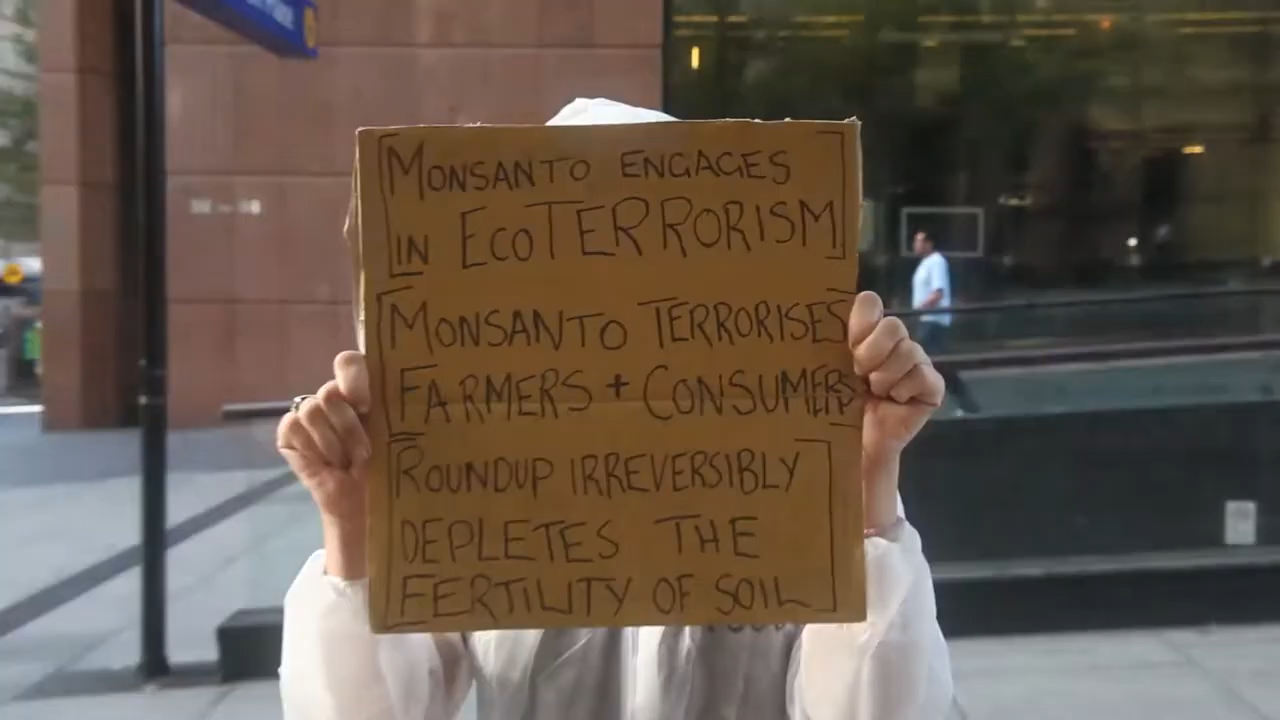 MONSANTO ENGAGES
IN ECOTERRORISM
MONSANTO TERRORISES
FARMERS + CONSUMERS
ROUNDUP IRREVERSIBLY
DEPLETES THE
FERTILITY OF SOIL